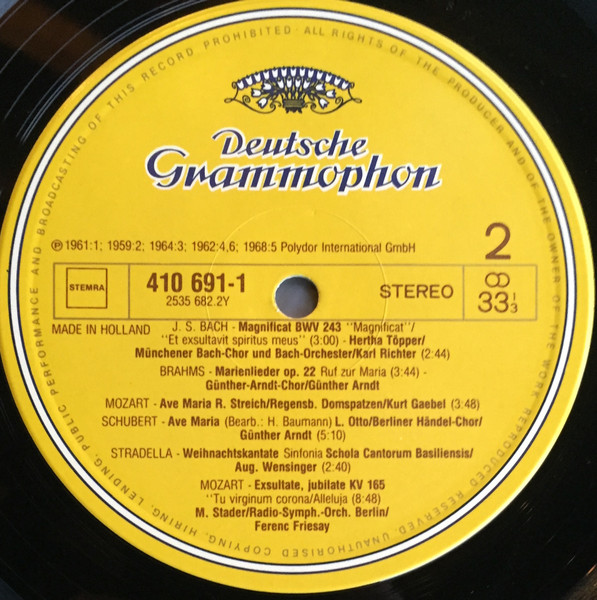 ALL RIGHTS OF THE PRODUCER AND OF THE OWNER OF THE WORK REPRODUCED RESERVED. UNAUTHORISED COPYING, HIRING, LENDING, PUBLIC PERFORMANCE AND BROADCASTING OF THIS RECORD PROHIBITED.
Deutsche
Grammophon
℗ 1961:1; 1959:2; 1964:3; 1962:4,6; 1968:5 Polydor International GmbH
2
STEMRA
410 691-1
2535 682.2Y
STEREO
33 1/3
MADE IN HOLLAND
J. S. BACH - Magnificat BWV 243 "Magnificat"/
"Et exsultavit spiritus meus" (3:00) - Hertha Töpper/
Münchener Bach-Chor und Bach-Orchester/Karl Richter (2:44)
BRAHMS - Marienlieder op. 22 Ruf zur Maria (3:44) -
Günther-Arndt-Chor/Günther Arndt
MOZART - Ave Maria R. Streich/Regensb. Domspatzen/Kurt Gaebel (3:48)
SCHUBERT - Ave Maria (Bearb.: H. Baumann) L. Otto/Berliner Händel-Chor/
Günther Arndt (5:10)
STRADELLA - Weihnachtskantate Sinfonia Schola Cantorum Basiliensis/
Aug. Wensinger (2:40)
MOZART - Exsultate, jubilate KV 165
"Tu virginum corona/Alleluja (8:48)
M. Stader/Radio-Symph.-Orch. Berlin/
Ferenc Friesay